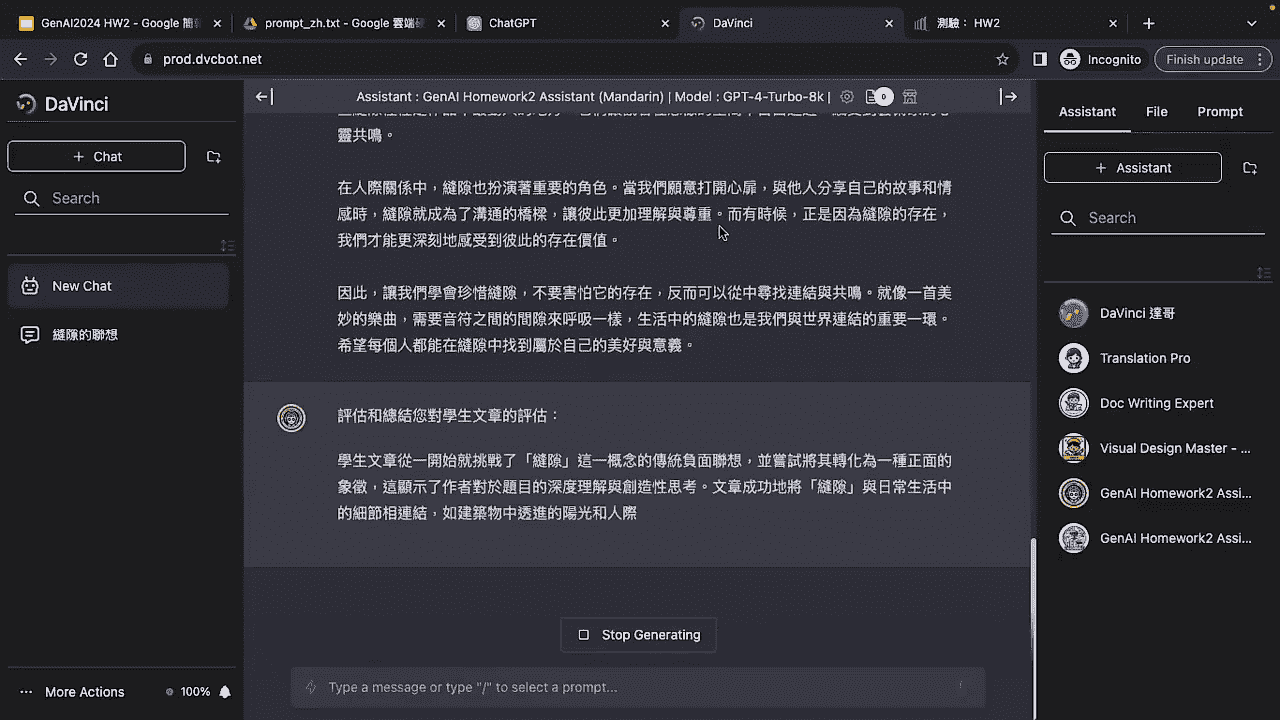 GenAI2024 HW2 - Google 簡
prompt_zh.txt - Google 雲端硬
ChatGPT
DaVinci
測驗： HW2
prod.dvcbot.net
Incognito
Finish update
DaVinci
Assistant : GenAI Homework2 Assistant (Mandarin) | Model : GPT-4-Turbo-8k |
0
Assistant
File
Prompt
+ Chat
Search
New Chat
縫隙的聯想
靈共鳴。
在人際關係中，縫隙也扮演著重要的角色。當我們願意打開心扉，與他人分享自己的故事和情
感時，縫隙就成為了溝通的橋樑，讓彼此更加理解與尊重。而有時候，正是因為縫隙的存在，
我們才能更深刻地感受到彼此的存在價值。
因此，讓我們學會珍惜縫隙，不要害怕它的存在，反而可以從中尋找連結與共鳴。就像一首美
妙的樂曲，需要音符之間的間隙來呼吸一樣，生活中的縫隙也是我們與世界連結的重要一環。
希望每個人都能在縫隙中找到屬於自己的美好與意義。
評估和總結您對學生文章的評估：
學生文章從一開始就挑戰了「縫隙」這一概念的傳統負面聯想，並嘗試將其轉化為一種正面的
象徵，這顯示了作者對於題目的深度理解與創造性思考。文章成功地將「縫隙」與日常生活中
的細節相連結，如建築物中透進的陽光和人際
Stop Generating
Type a message or type "/" to select a prompt...
+ Assistant
Search
DaVinci 達哥
Translation Pro
Doc Writing Expert
Visual Design Master - ...
GenAI Homework2 Assi...
GenAI Homework2 Assi...
More Actions
100%